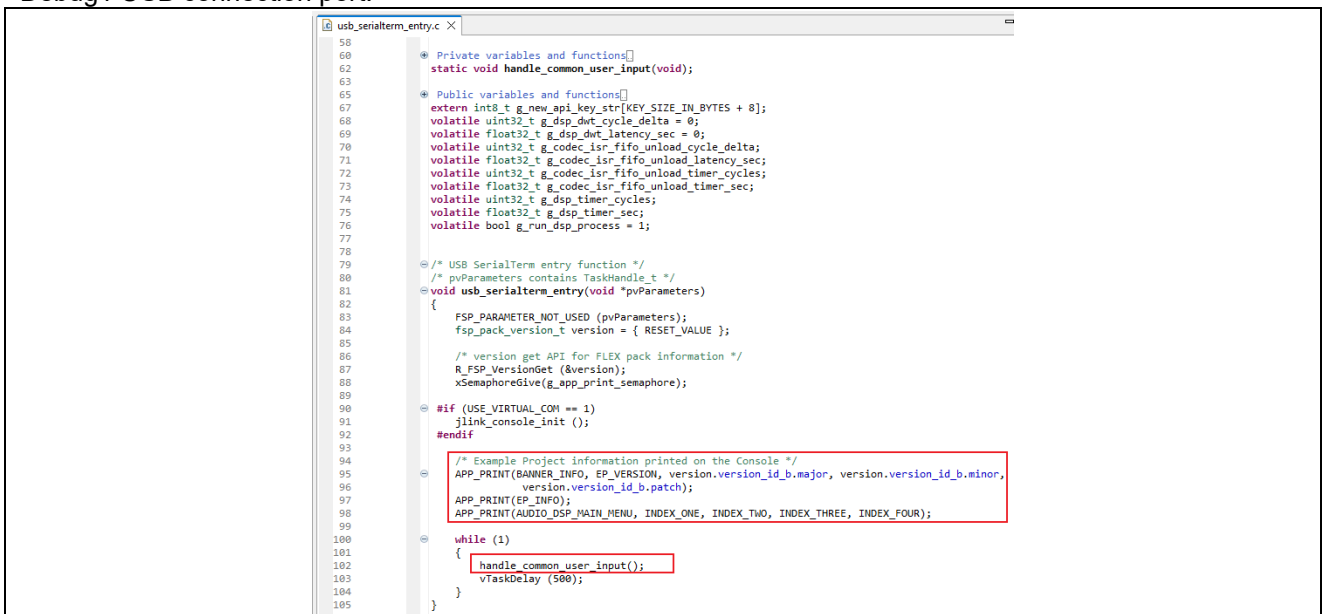 Debug1 USB connection port.
usb_serialterm_entry.c
58
60 Private variables and functions
62 static void handle_common_user_input(void);
63
65 Public variables and functions
67 extern int8_t g_new_api_key_str[KEY_SIZE_IN_BYTES + 8];
68 volatile uint32_t g_dsp_dwt_cycle_delta = 0;
69 volatile float32_t g_dsp_dwt_latency_sec = 0;
70 volatile uint32_t g_codec_isr_fifo_unload_cycle_delta;
71 volatile float32_t g_codec_isr_fifo_unload_latency_sec;
72 volatile uint32_t g_codec_isr_fifo_unload_timer_cycles;
73 volatile float32_t g_codec_isr_fifo_unload_timer_sec;
74 volatile uint32_t g_dsp_timer_cycles;
75 volatile float32_t g_dsp_timer_sec;
76 volatile bool g_run_dsp_process = 1;
77
78
79 /* USB SerialTerm entry function */
80 /* pvParameters contains TaskHandle_t */
81 void usb_serialterm_entry(void *pvParameters)
82 {
83 FSP_PARAMETER_NOT_USED (pvParameters);
84 fsp_pack_version_t version = { RESET_VALUE };
85
86 /* version get API for FLEX pack information */
87 R_FSP_VersionGet (&version);
88 xSemaphoreGive(g_app_print_semaphore);
89
90 #if (USE_VIRTUAL_COM == 1)
91 jlink_console_init ();
92 #endif
93
94 /* Example Project information printed on the Console */
95 APP_PRINT(BANNER_INFO, EP_VERSION, version.version_id_b.major, version.version_id_b.minor,
96 version.version_id_b.patch);
97 APP_PRINT(EP_INFO);
98 APP_PRINT(AUDIO_DSP_MAIN_MENU, INDEX_ONE, INDEX_TWO, INDEX_THREE, INDEX_FOUR);
99
100 while (1)
101 {
102 handle_common_user_input();
103 vTaskDelay (500);
104 }
105 }